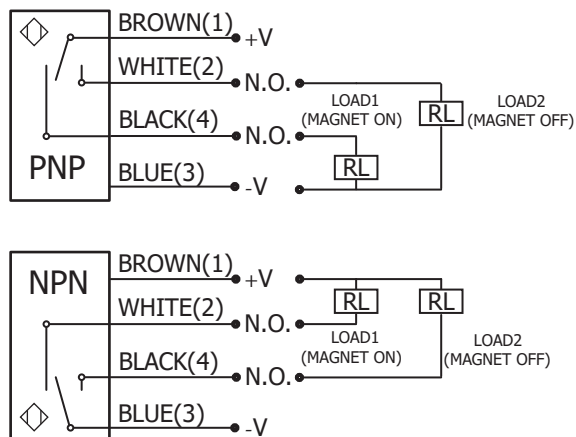 BROWN(1)
+V
WHITE(2)
N.O.
LOAD1
(MAGNET ON)
RL
LOAD2
(MAGNET OFF)
BLACK(4)
N.O.
RL
PNP
BLUE(3)
-V
NPN
BROWN(1)
+V
RL
RL
WHITE(2)
N.O.
LOAD1
(MAGNET ON)
LOAD2
(MAGNET OFF)
BLACK(4)
N.O.
BLUE(3)
-V